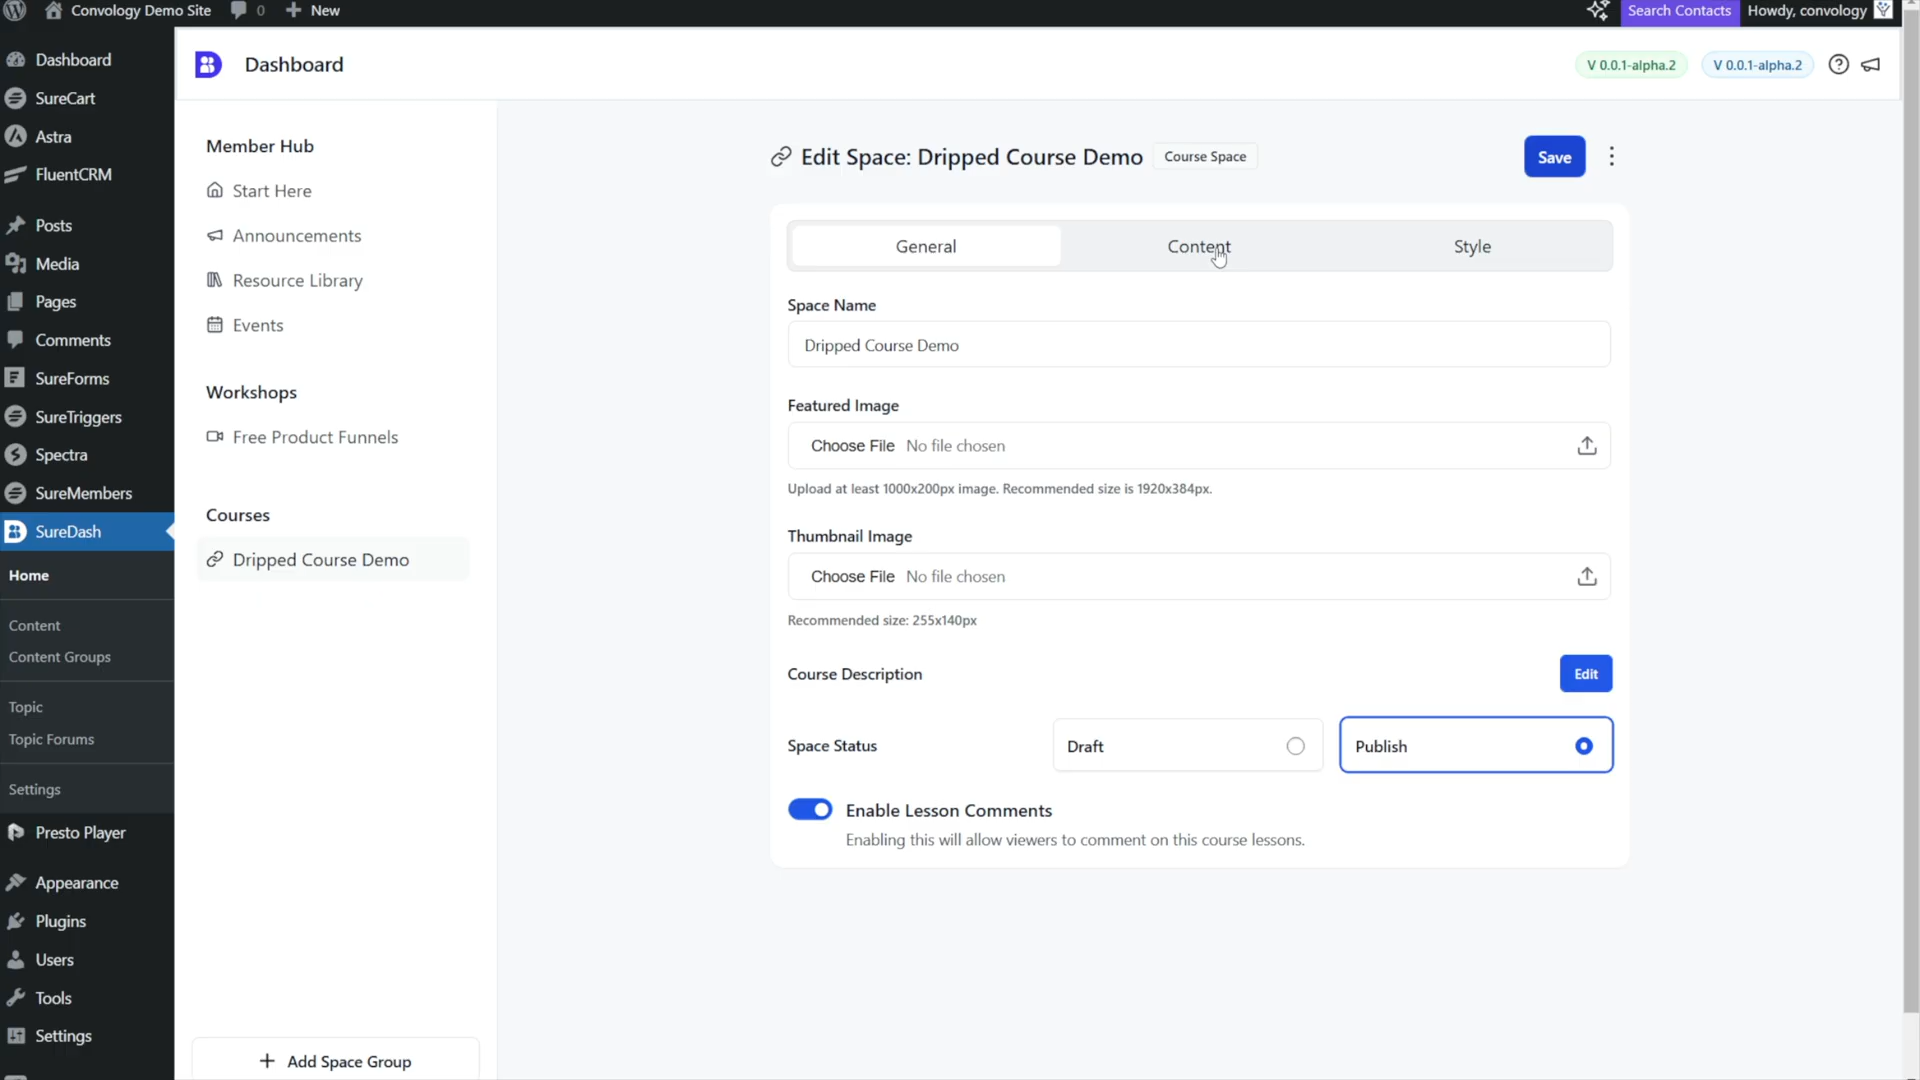 Convology Demo Site
0
New
Search Contacts
Howdy, convology
Dashboard
SureCart
Astra
FluentCRM
Posts
Media
Pages
Comments
SureForms
SureTriggers
Spectra
SureMembers
SureDash
Home
Content
Content Groups
Topic
Topic Forums
Settings
Presto Player
Appearance
Plugins
Users
Tools
Settings
Dashboard
V 0.0.1-alpha.2
V 0.0.1-alpha.2
Member Hub
Start Here
Announcements
Resource Library
Events
Workshops
Free Product Funnels
Courses
Dripped Course Demo
Add Space Group
Edit Space: Dripped Course Demo
Course Space
Save
General
Content
Style
Space Name
Dripped Course Demo
Featured Image
Choose File No file chosen
Upload at least 1000x200px image. Recommended size is 1920x384px.
Thumbnail Image
Choose File No file chosen
Recommended size: 255x140px
Course Description
Edit
Space Status
Draft
Publish
Enable Lesson Comments
Enabling this will allow viewers to comment on this course lessons.